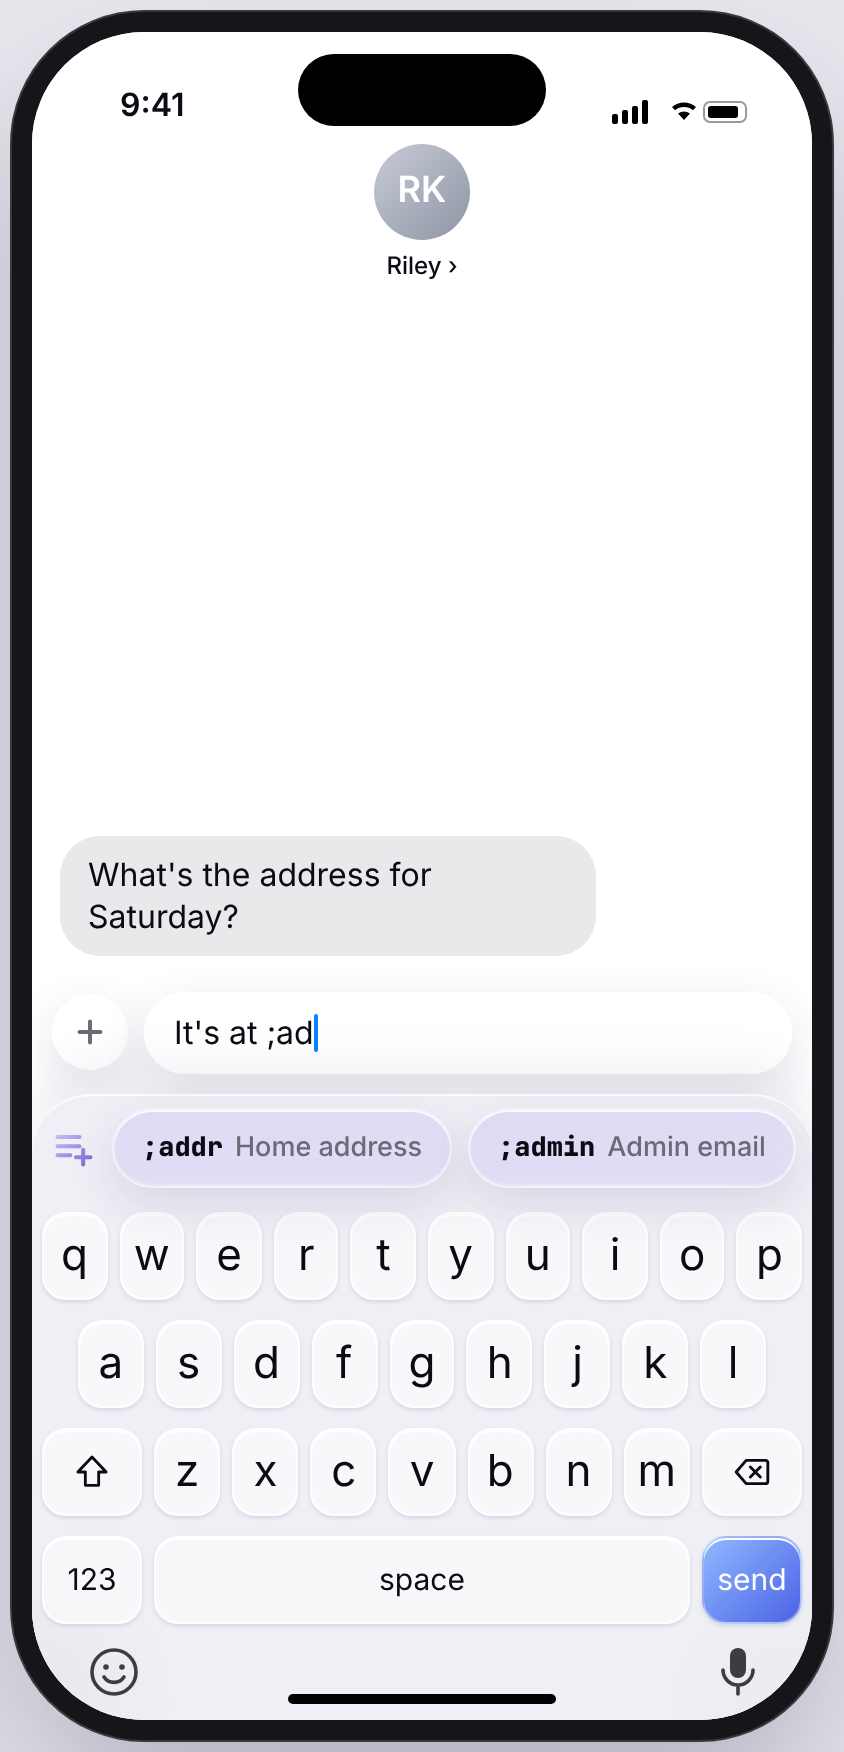 9:41
RK
Riley ›
What's the address for
Saturday?
It's at ;ad
;addr Home address ;admin Admin email
q w e r t y u i o p
a s d f g h j k l
z x c v b n m
123 space send